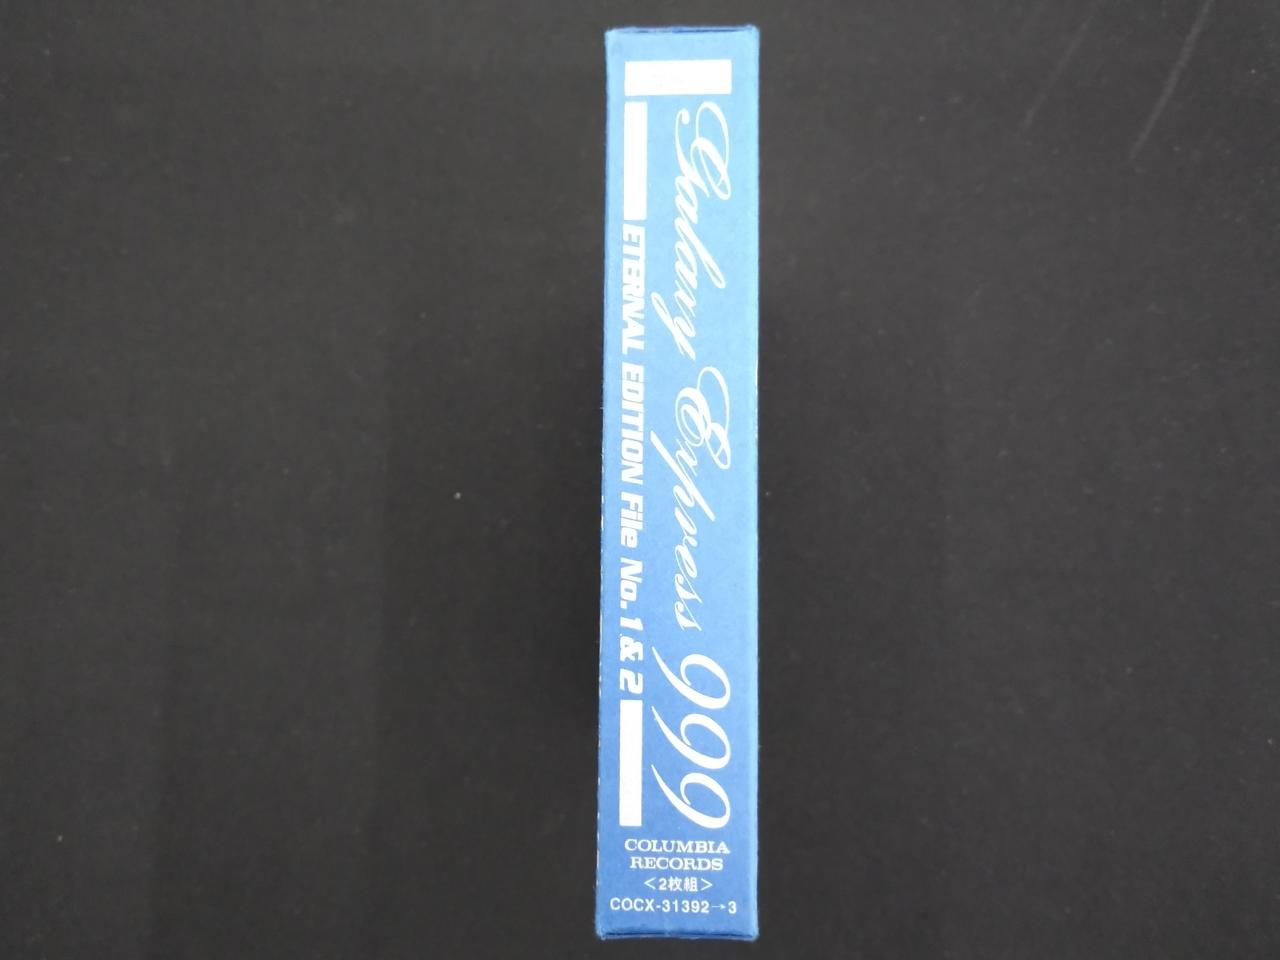 Galaxy Express 999
ETERNAL EDITION File No. 1 & 2
COLUMBIA
RECORDS
<2枚組>
COCX-31392→3